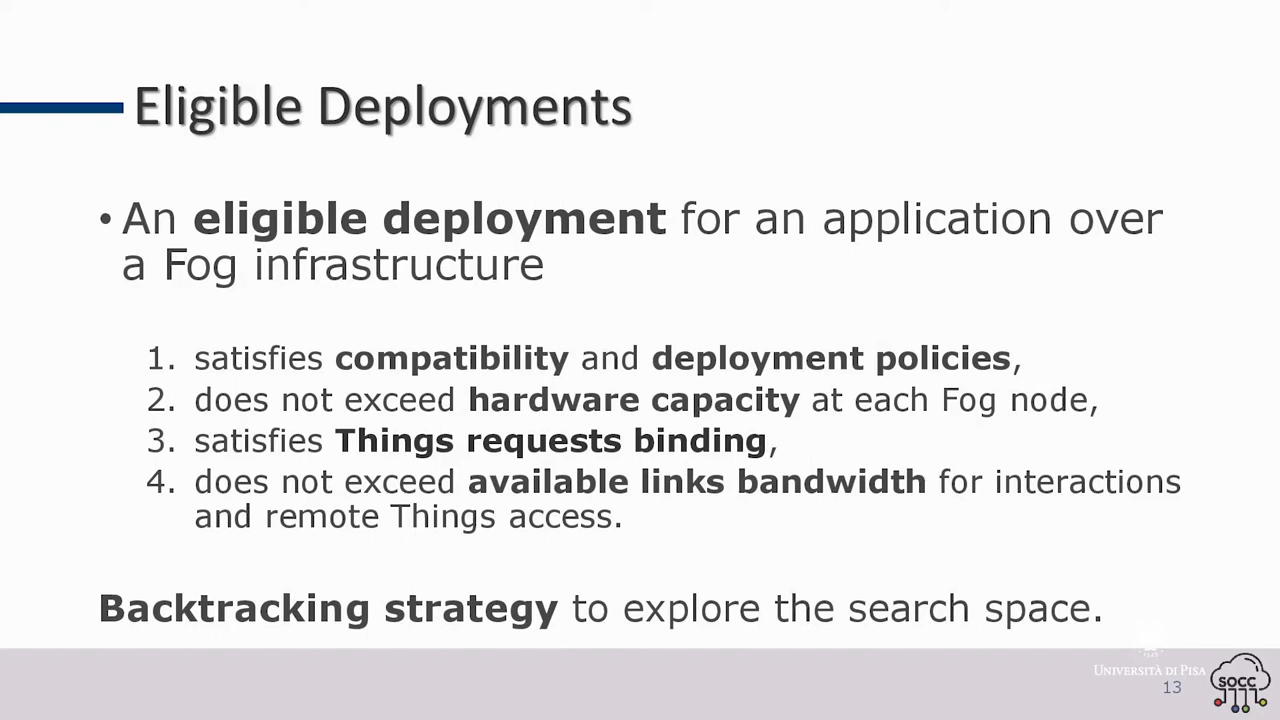 Eligible Deployments
• An eligible deployment for an application over
a Fog infrastructure
1. satisfies compatibility and deployment policies,
2. does not exceed hardware capacity at each Fog node,
3. satisfies Things requests binding,
4. does not exceed available links bandwidth for interactions
and remote Things access.
Backtracking strategy to explore the search space.
UNIVERSITÀ DI PISA
13
SOCC